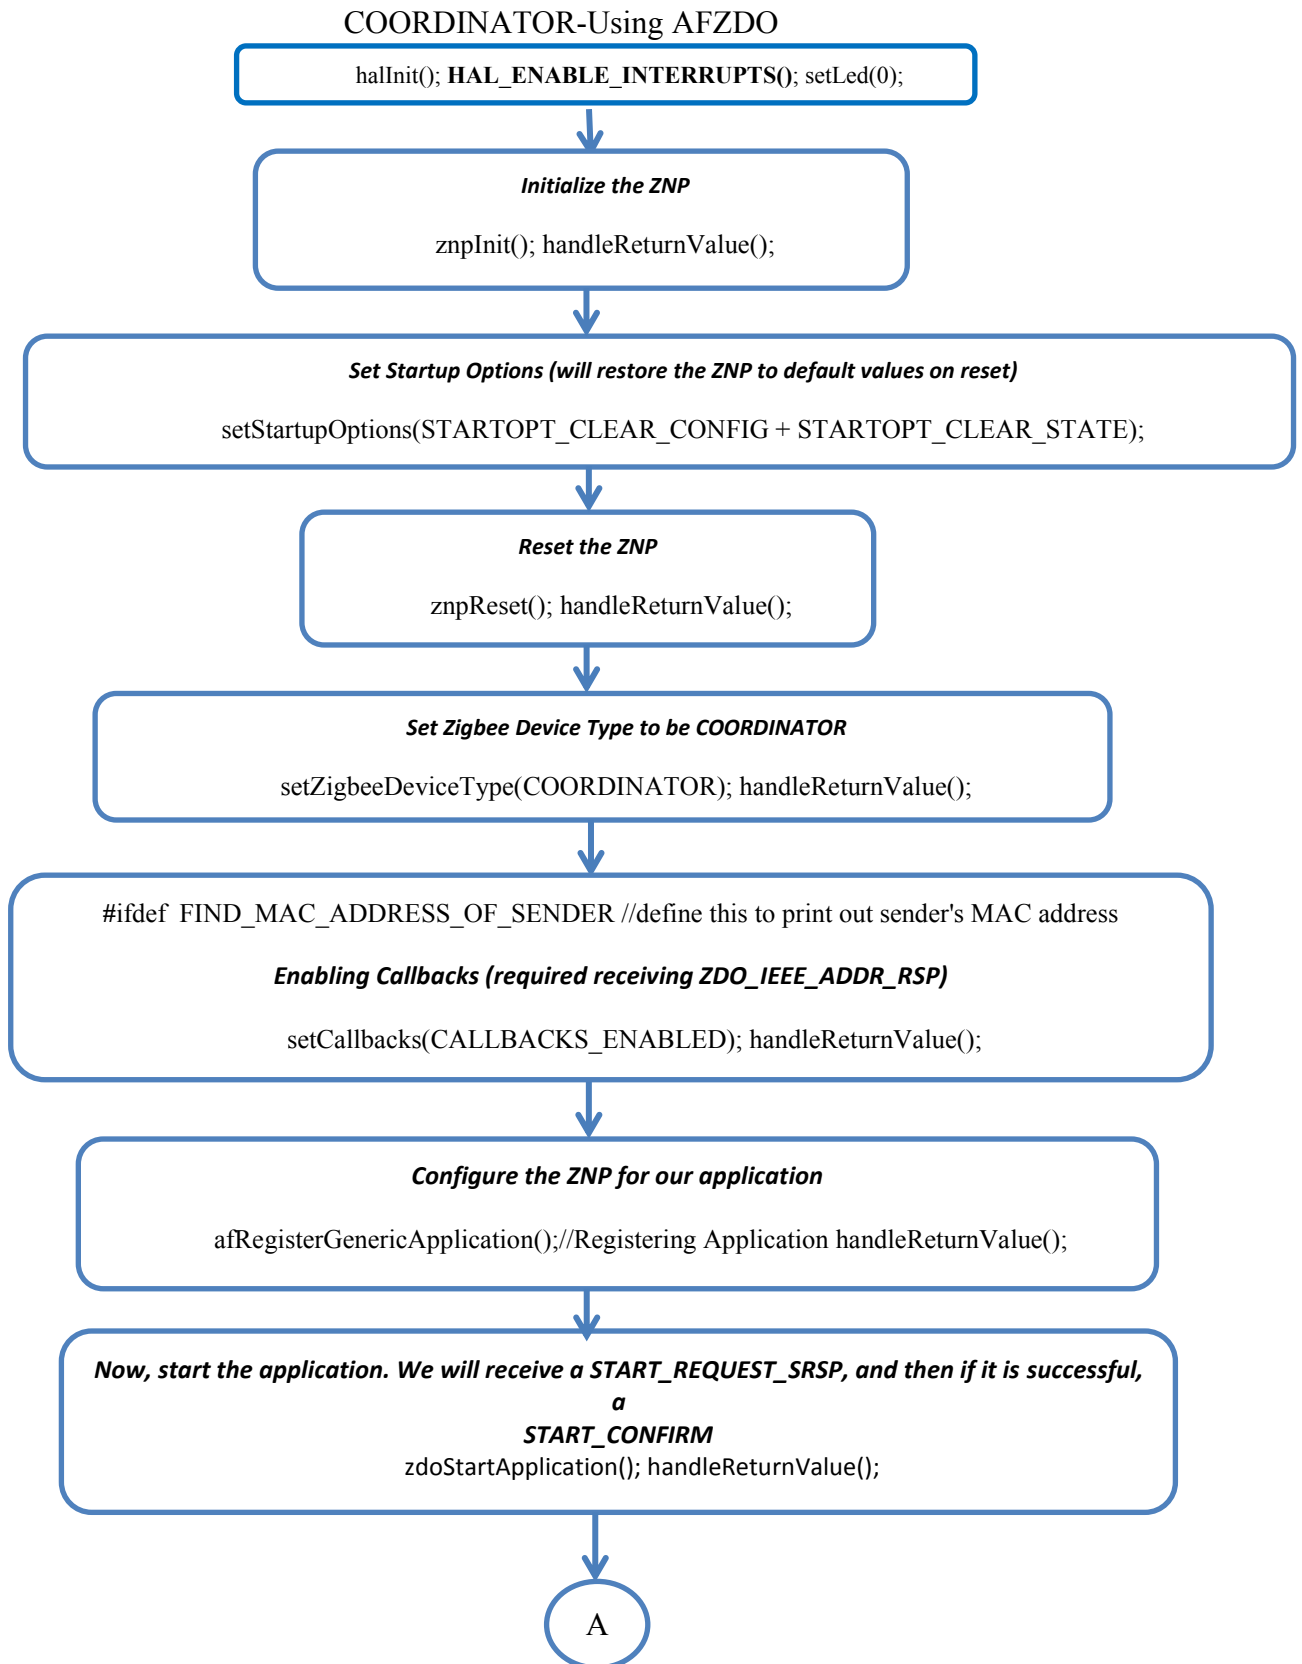 COORDINATOR-Using AFZDO
halInit(); HAL_ENABLE_INTERRUPTS(); setLed(0);
Initialize the ZNP
znpInit(); handleReturnValue();
Set Startup Options (will restore the ZNP to default values on reset)
setStartupOptions(STARTOPT_CLEAR_CONFIG + STARTOPT_CLEAR_STATE);
Reset the ZNP
znpReset(); handleReturnValue();
Set Zigbee Device Type to be COORDINATOR
setZigbeeDeviceType(COORDINATOR); handleReturnValue();
#ifdef FIND_MAC_ADDRESS_OF_SENDER //define this to print out sender's MAC address
Enabling Callbacks (required receiving ZDO_IEEE_ADDR_RSP)
setCallbacks(CALLBACKS_ENABLED); handleReturnValue();
Configure the ZNP for our application
afRegisterGenericApplication();//Registering Application handleReturnValue();
Now, start the application. We will receive a START_REQUEST_SRSP, and then if it is successful,
a
START_CONFIRM
zdoStartApplication(); handleReturnValue();
A